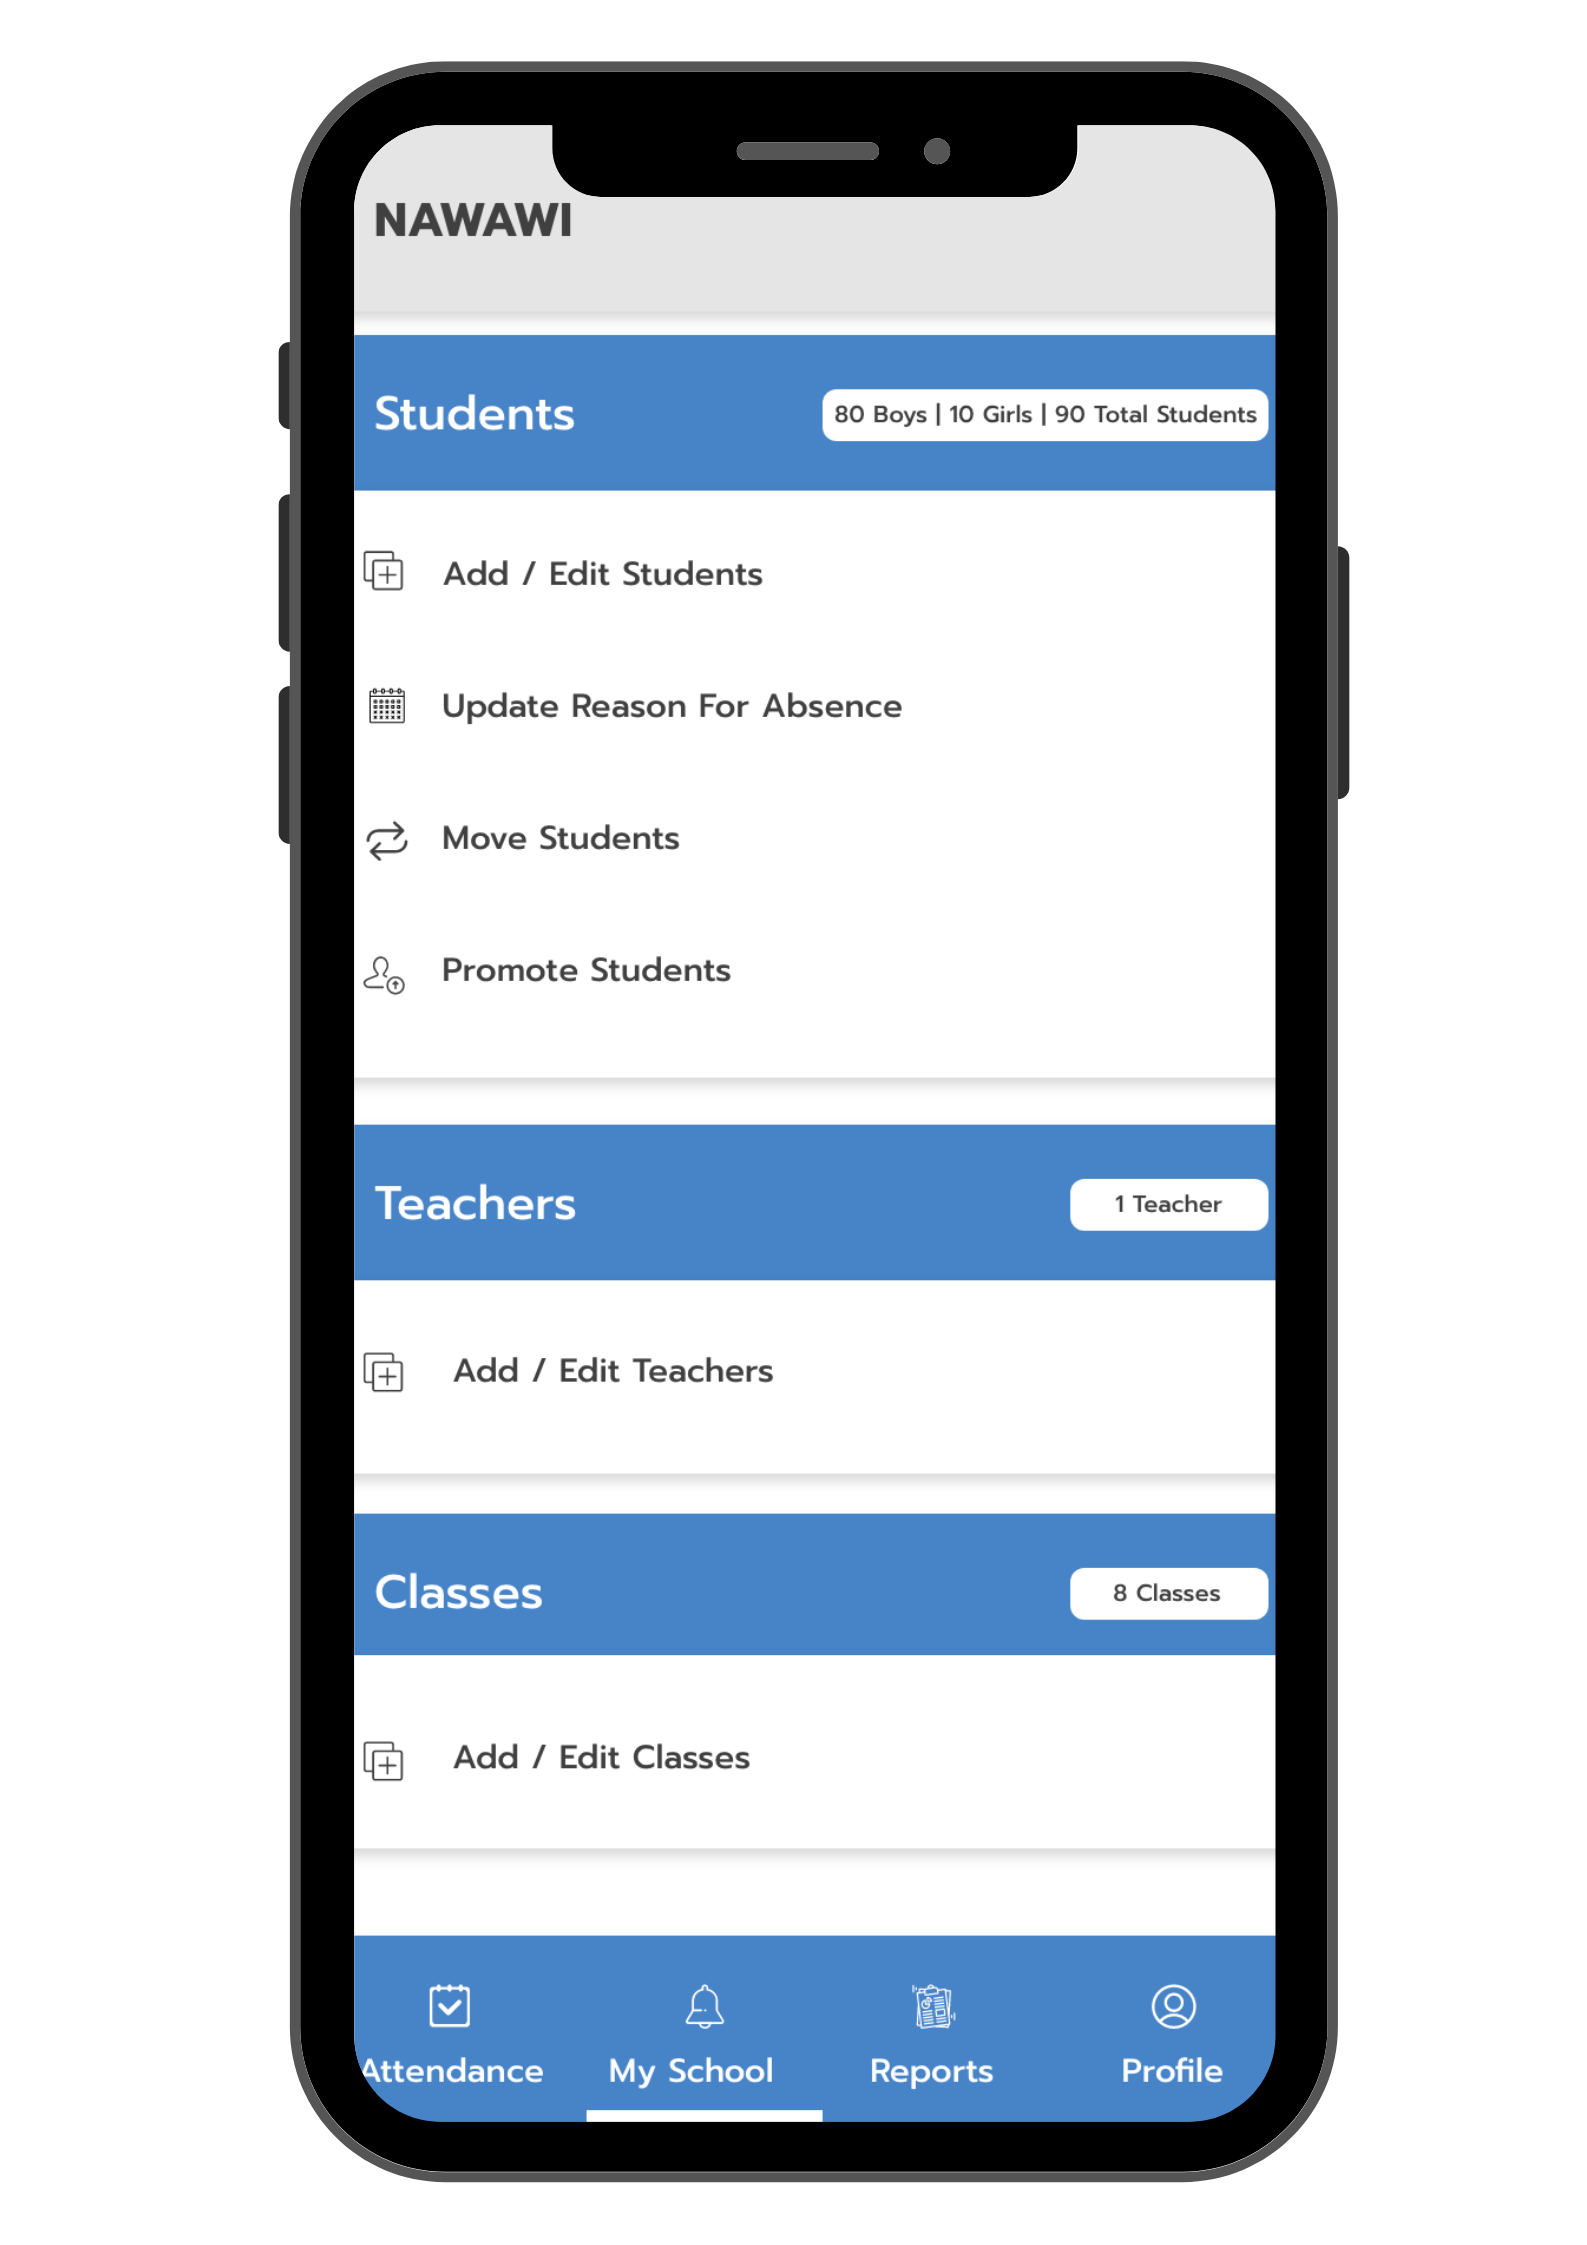 NAWAWI
Students
80 Boys | 10 Girls | 90 Total Students
Add / Edit Students
Update Reason For Absence
Move Students
Promote Students
Teachers
1 Teacher
Add / Edit Teachers
Classes
8 Classes
Add / Edit Classes
Attendance
My School
Reports
Profile